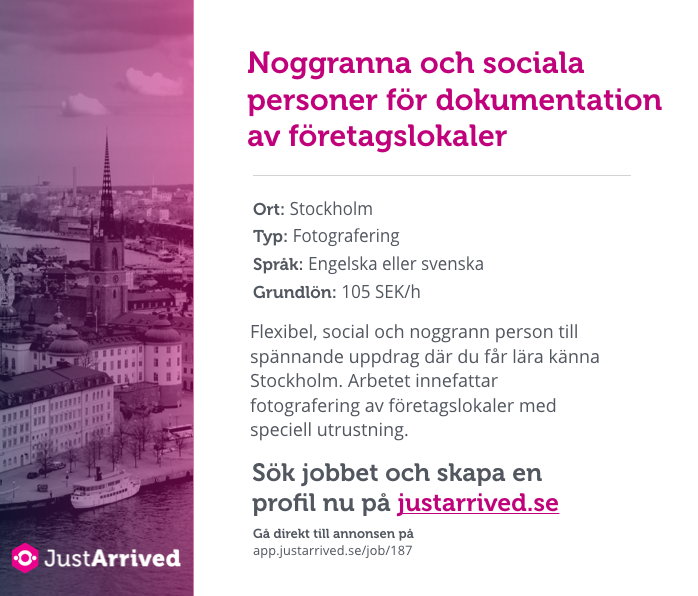 Noggranna och sociala
personer för dokumentation
av företagslokaler
Ort: Stockholm
Typ: Fotografering
Språk: Engelska eller svenska
Grundlön: 105 SEK/h
Flexibel, social och noggrann person till
spännande uppdrag där du får lära känna
Stockholm. Arbetet innefattar
fotografering av företagslokaler med
speciell utrustning.
Sök jobbet och skapa en
profil nu på justarrived.se
Gå direkt till annonsen på
app.justarrived.se/job/187
JustArrived